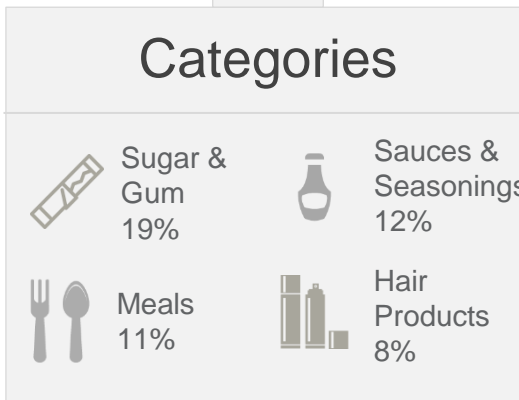 Categories
Sugar &
Gum
19%
Sauces &
Seasonings
12%
Meals
11%
Hair
Products
8%